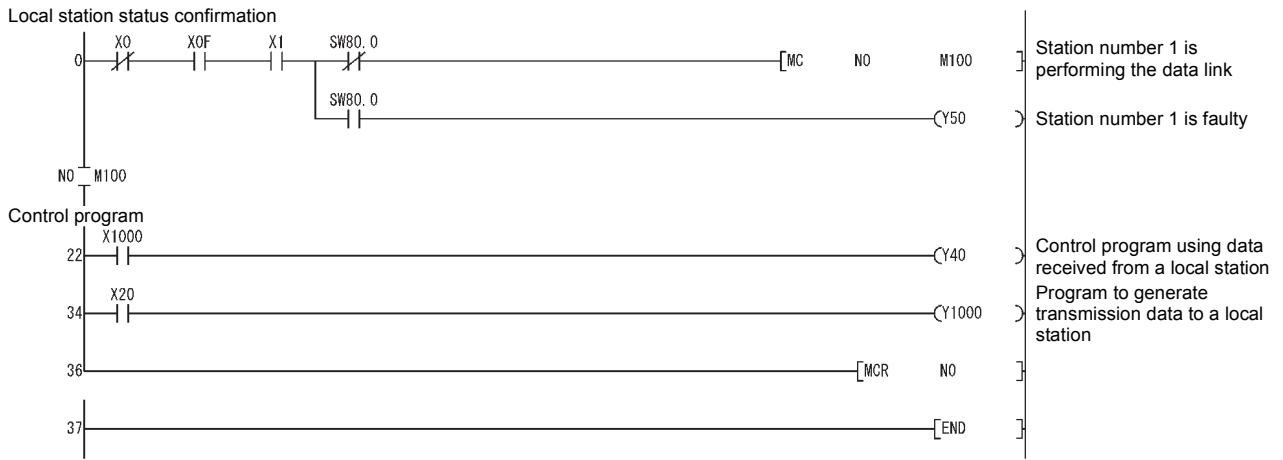 Local station status confirmation
X0 X0F X1 SW80.0
0 MC N0 M100 Station number 1 is
performing the data link
SW80.0
Y50 Station number 1 is faulty
N0 M100
Control program
X1000
22 Y40 Control program using data
received from a local station
X20
34 Y1000 Program to generate
transmission data to a local
station
36 MCR N0
37 END